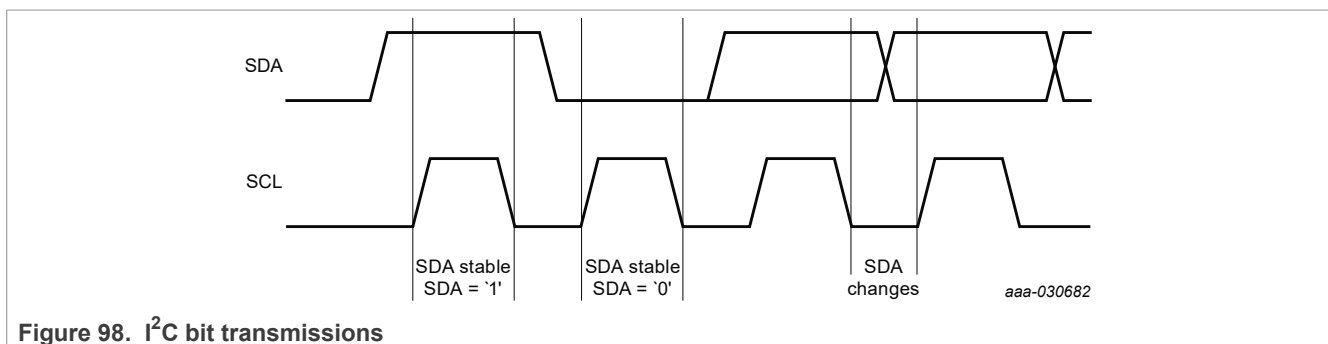 SDA
SCL
SDA stable
SDA = `1'
SDA stable
SDA = `0'
SDA
changes
aaa-030682
Figure 98. I²C bit transmissions